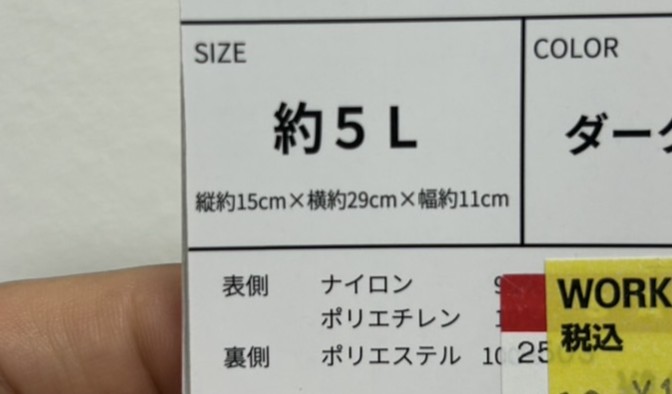 SIZE
約5L
縦約15cm×横約29cm×幅約11cm
COLOR
表側 ナイロン
ポリエチレン
裏側 ポリエステル
WORK
税込